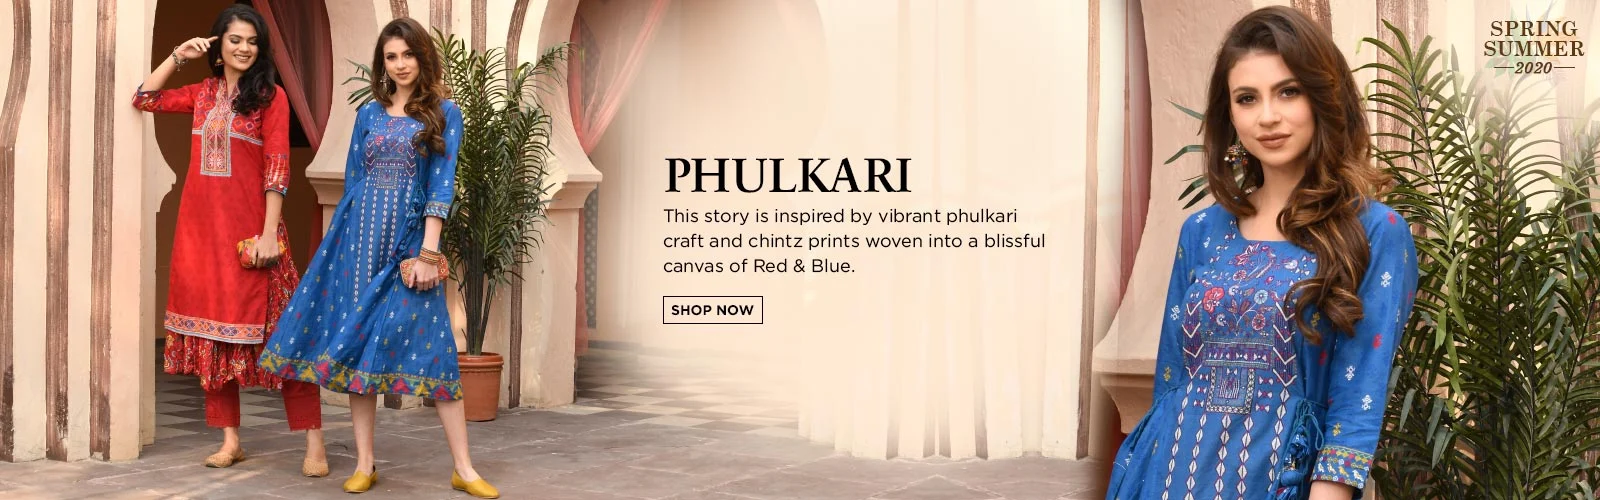 PHULKARI
This story is inspired by vibrant phulkari
craft and chintz prints woven into a blissful
canvas of Red & Blue.
SHOP NOW
SPRING
SUMMER
2020